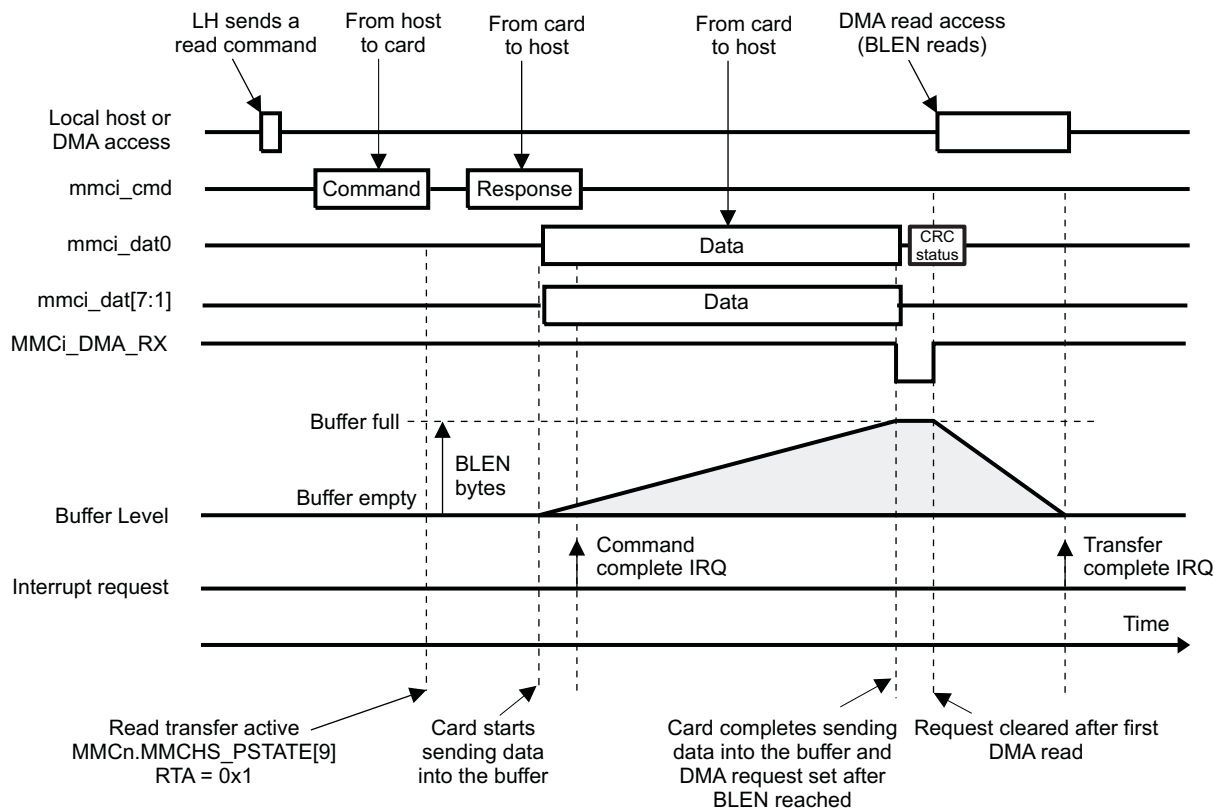 LH sends a
read command
From host
to card
From card
to host
From card
to host
DMA read access
(BLEN reads)
Local host or
DMA access
mmci_cmd
Command
Response
mmci_dat0
Data
CRC
status
mmci_dat[7:1]
Data
MMCi_DMA_RX
Buffer full
BLEN
bytes
Buffer empty
Buffer Level
Command
complete IRQ
Transfer
complete IRQ
Interrupt request
Time
Read transfer active
MMCn.MMCHS_PSTATE[9]
RTA = 0x1
Card starts
sending data
into the buffer
Card completes sending
data into the buffer and
DMA request set after
BLEN reached
Request cleared after first
DMA read